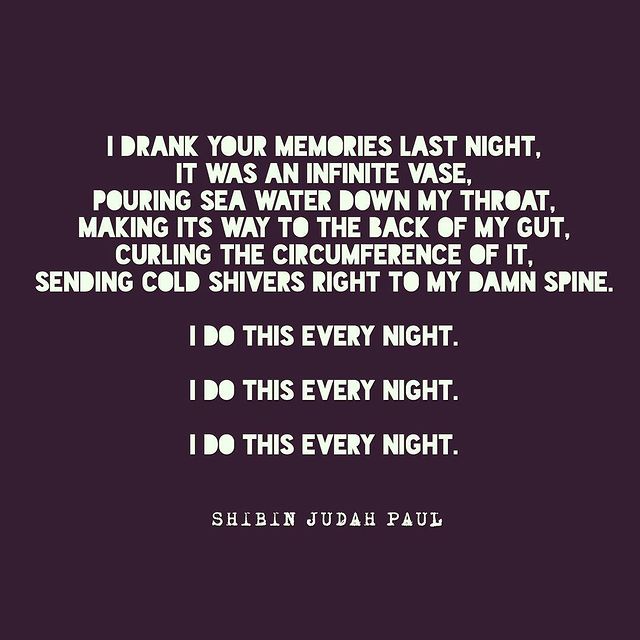 I DRANK YOUR MEMORIES LAST NIGHT,
IT WAS AN INFINITE VASE,
POURING SEA WATER DOWN MY THROAT,
MAKING ITS WAY TO THE BACK OF MY GUT,
CURLING THE CIRCUMFERENCE OF IT,
SENDING COLD SHIVERS RIGHT TO MY DAMN SPINE.
I DO THIS EVERY NIGHT.
I DO THIS EVERY NIGHT.
I DO THIS EVERY NIGHT.
SHIBIN JUDAH PAUL